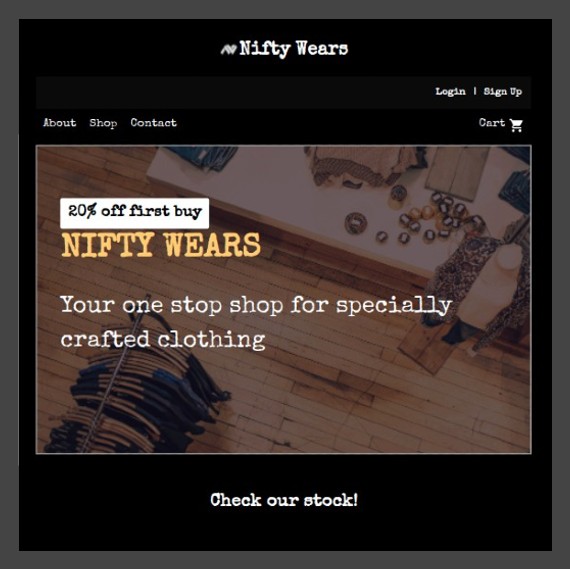 Nifty Wears
Login | Sign Up
About Shop Contact Cart
20% off first buy
NIFTY WEARS
Your one stop shop for specially
crafted clothing
Check our stock!